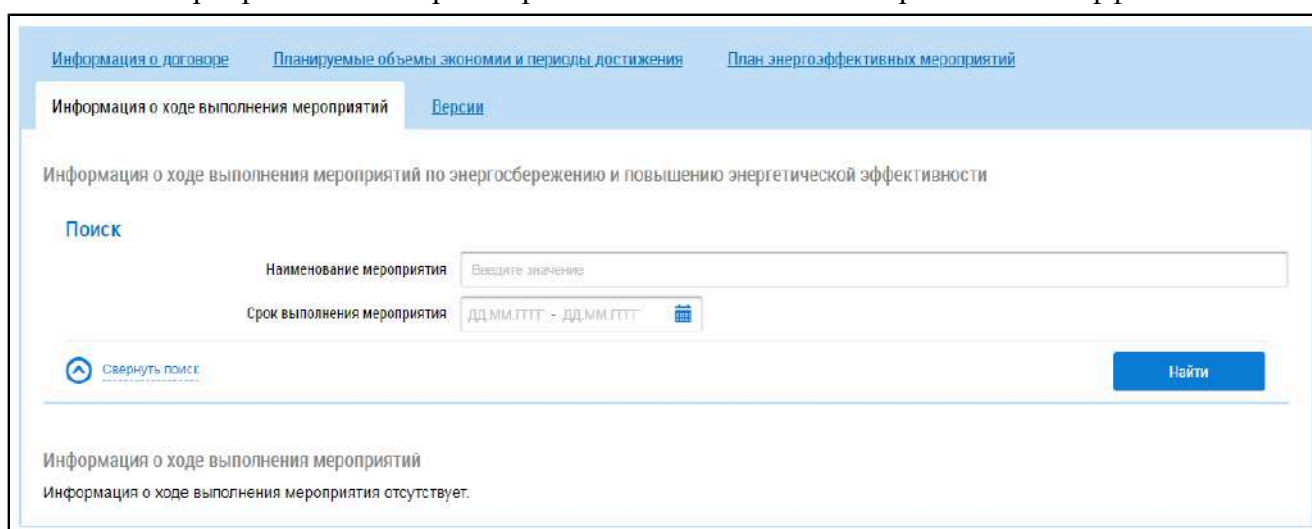 Информация о договоре Планируемые объемы экономии и периоды достижения План энергоэффективных мероприятий
Информация о ходе выполнения мероприятий Версии
Информация о ходе выполнения мероприятий по энергосбережению и повышению энергетической эффективности
Поиск
Наименование мероприятия Введите значение
Срок выполнения мероприятия ДД.ММ.ГГГГ - ДД.ММ.ГГГГ
Свернуть поиск Найти
Информация о ходе выполнения мероприятий
Информация о ходе выполнения мероприятия отсутствует.